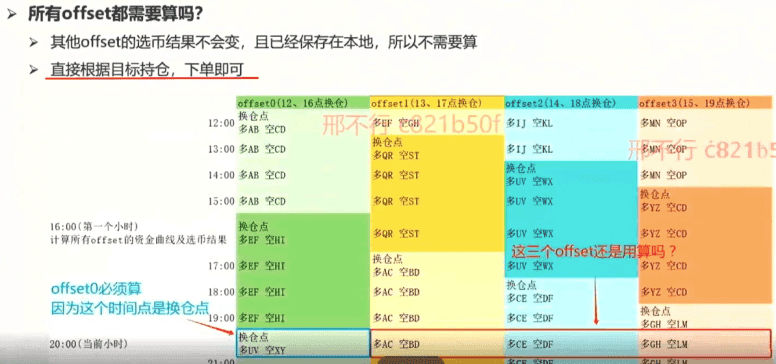 ➢ 所有offset都需要算吗？
➢ 其他offset的选币结果不会变，且已经保存在本地，所以不需要算
➢ 直接根据目标持仓，下单即可
offset0(12、16点换仓) offset1(13、17点换仓) offset2(14、18点换仓) offset3(15、19点换仓)
换仓点
12:00 多AB 空CD 多EF 空GH 多IJ 空KL 多MN 空OP
邢不行 c821b50f
换仓点
13:00 多AB 空CD 多QR 空ST 多IJ 空KL 多MN 空OP
邢不行 c821b5
换仓点
14:00 多AB 空CD 多QR 空ST 多UV 空WX 多MN 空OP
换仓点
15:00 多AB 空CD 多QR 空ST 多UV 空WX 多YZ 空CD
16:00(第一个小时) 换仓点
计算所有offset的资金曲线及选币结果 多EF 空HI 多QR 空ST 多UV 空WX 多YZ 空CD
这三个offset还是用算吗？
换仓点
17:00 多EF 空HI 多AC 空BD 多UV 空WX 多YZ 空CD
offset0必须算
因为这个时间点是换仓点
换仓点
18:00 多EF 空HI 多AC 空BD 多CE 空DF 多YZ 空CD
换仓点
19:00 多EF 空HI 多AC 空BD 多CE 空DF 多GH 空LM
换仓点
20:00(当前小时) 多UV 空XY 多AC 空BD 多CE 空DF 多GH 空LM
21:00